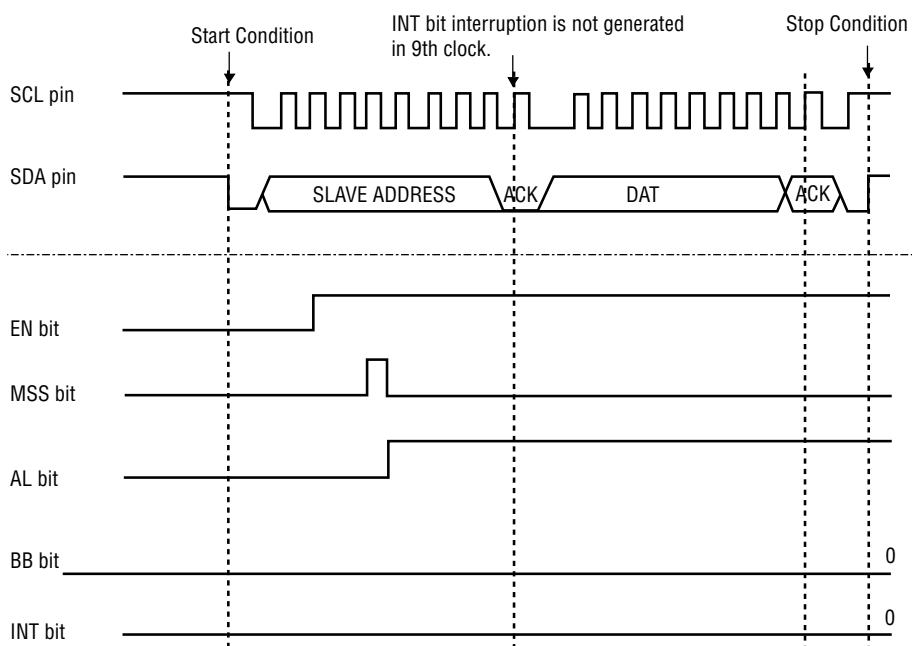 Start Condition
INT bit interruption is not generated
in 9th clock.
Stop Condition
SCL pin
SDA pin
SLAVE ADDRESS
ACK
DAT
ACK
EN bit
MSS bit
AL bit
BB bit
0
INT bit
0